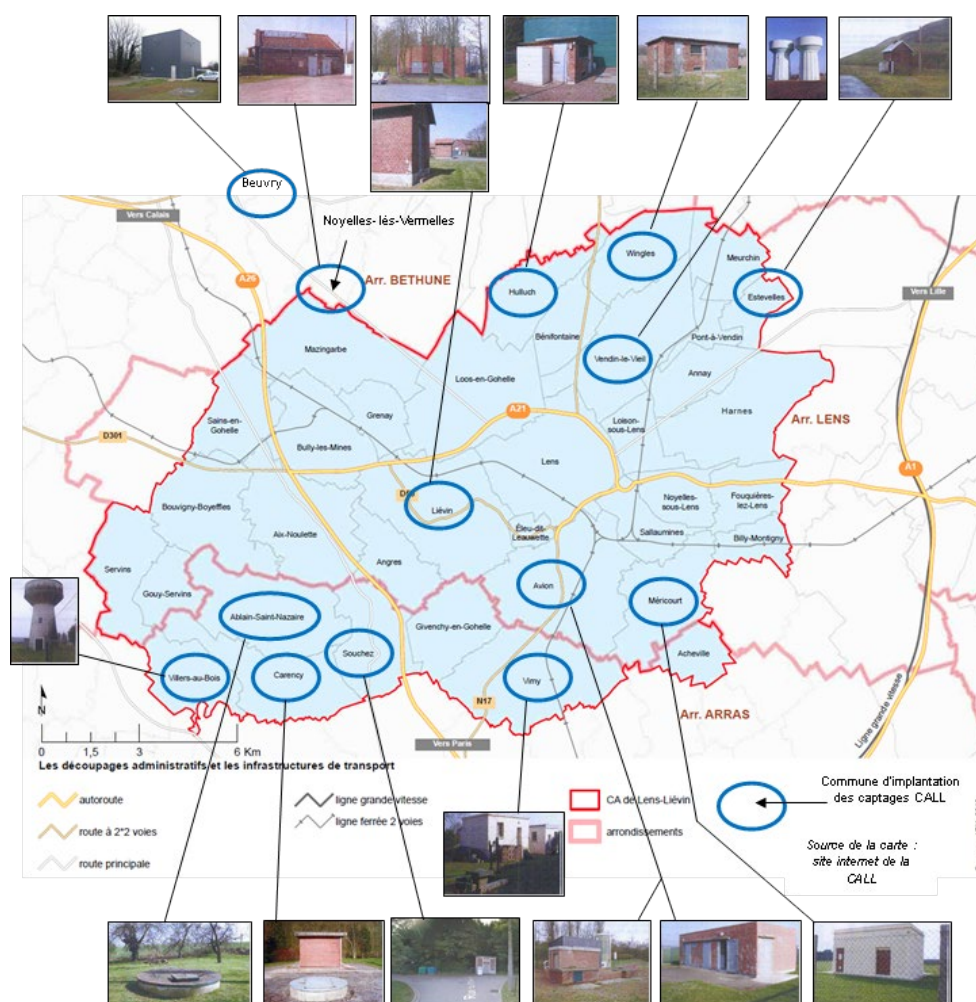 Beuvry
Noyelles- lès-Vermelles
Vers Calais
A26
Arr. BETHUNE
Wingles
Meurchin
Hulluch
Estevelles
Vers Lille
Bénifontaine
Pont-à-Vendin
Vendin-le-Vieil
Mazingarbe
Loos-en-Gohelle
Annay
A21
Harnes
Grenay
Sains-en-
Gohelle
Loison-
sous-Lens
Arr. LENS
D301
Bully-les-Mines
Lens
A1
Liévin
Noyelles-
sous-Lens
Fouquières-
lez-Lens
Bouvigny-Boyeffles
Aix-Noulette
Éleu-dit-
Leauwette
Sallaumines
Billy-Montigny
Servins
Angres
Gouy-Servins
Avion
Méricourt
Ablain-Saint-Nazaire
Givenchy-en-Gohelle
Souchez
Acheville
Villers-au-Bois
Carency
Vimy
N
N17
Arr. ARRAS
0 1,5 3 6 Km
Vers Paris
Ligne grande vitesse
Les découpages administratifs et les infrastructures de transport
autoroute
route à 2*2 voies
route principale
ligne grande vitesse
ligne ferrée 2 voies
CA de Lens-Liévin
arrondissements
Commune d'implantation
des captages CALL
Source de la carte :
site internet de la
CALL